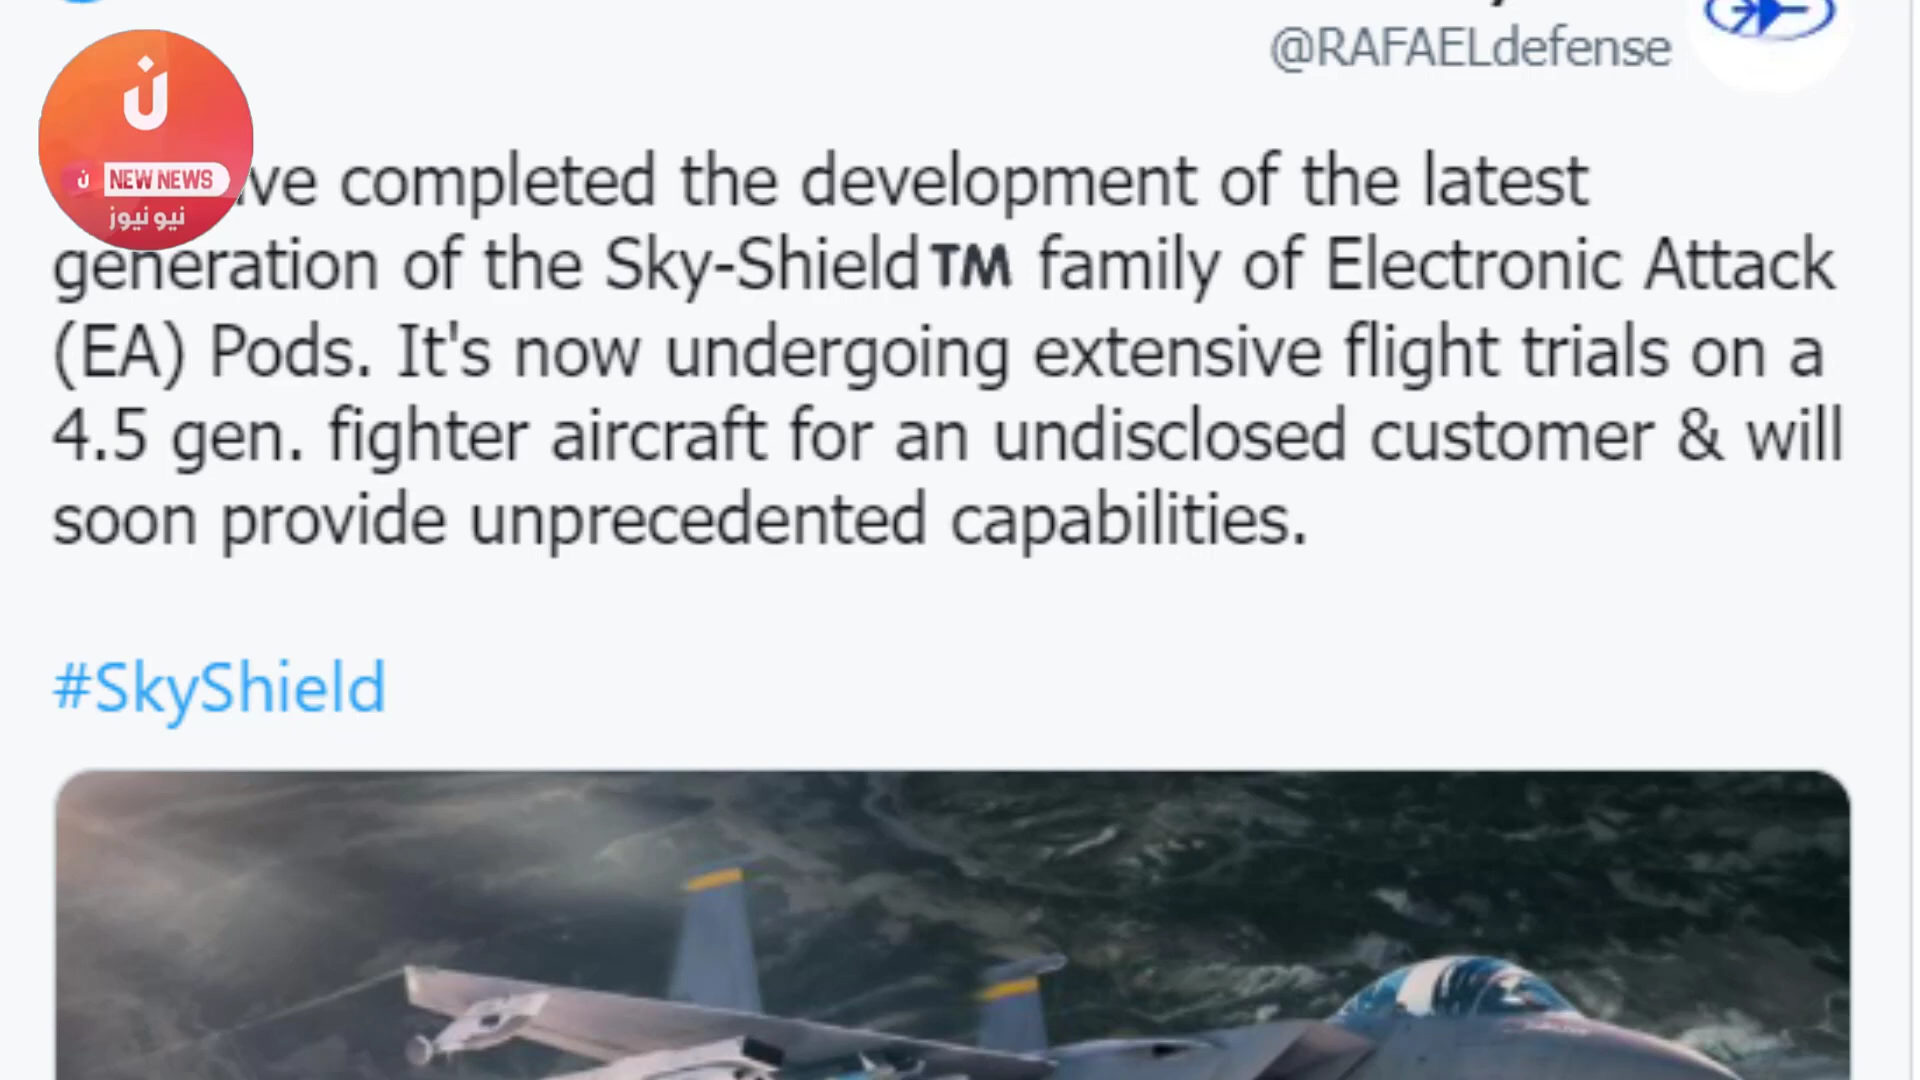 @RAFAELdefense
ن
ن NEW NEWS
نيو نيوز
ve completed the development of the latest
generation of the Sky-Shield™ family of Electronic Attack
(EA) Pods. It's now undergoing extensive flight trials on a
4.5 gen. fighter aircraft for an undisclosed customer & will
soon provide unprecedented capabilities.
#SkyShield